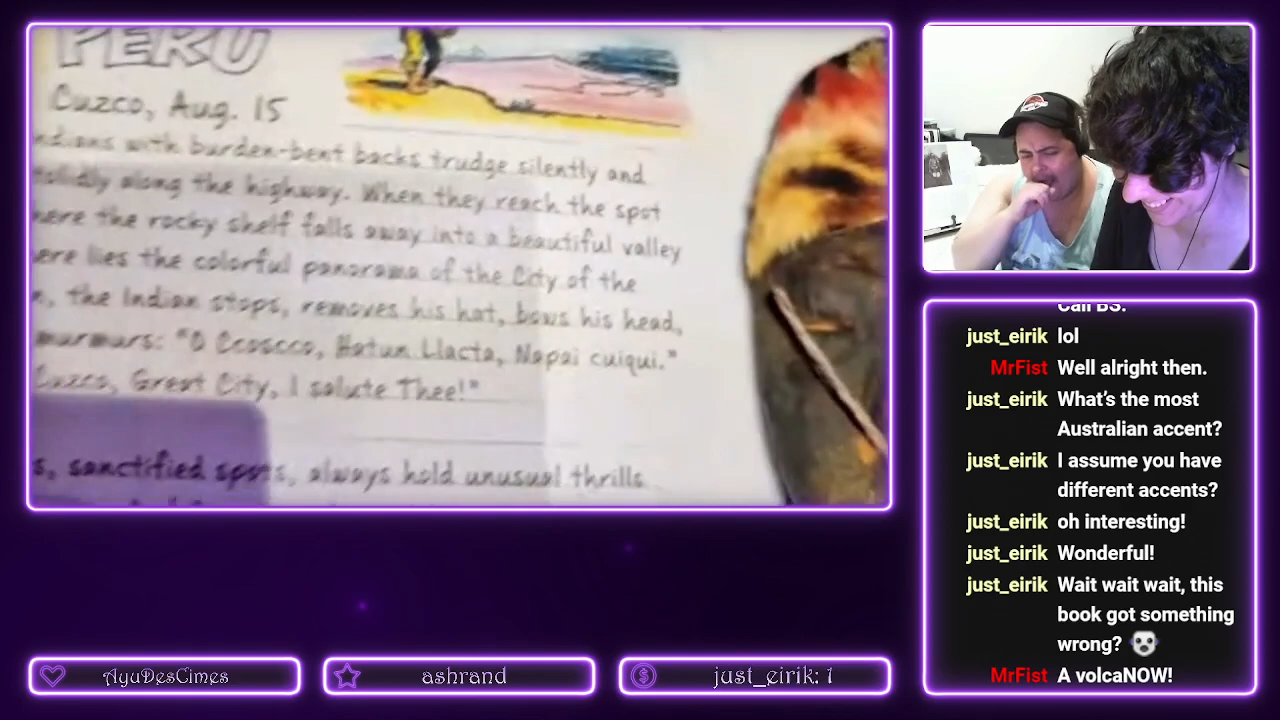 PERU
Cuzco, Aug. 15
ndians with burden-bent backs trudge silently and
tolidly along the highway. When they reach the spot
here the rocky shelf falls away into a beautiful valley
ere lies the colorful panorama of the City of the
n, the Indian stops, removes his hat, bows his head,
murmurs: "O Ccoscco, Hatun Llacta, Napai cuiqui."
Cuzco, Great City, I salute Thee!"
s, sanctified spots, always hold unusual thrills
Call BS.
just_eirik lol
MrFist Well alright then.
just_eirik What's the most
Australian accent?
just_eirik I assume you have
different accents?
just_eirik oh interesting!
just_eirik Wonderful!
just_eirik Wait wait wait, this
book got something
wrong?
MrFist A volcaNOW!
AyuDesCimes
ashrand
just_eirik: 1